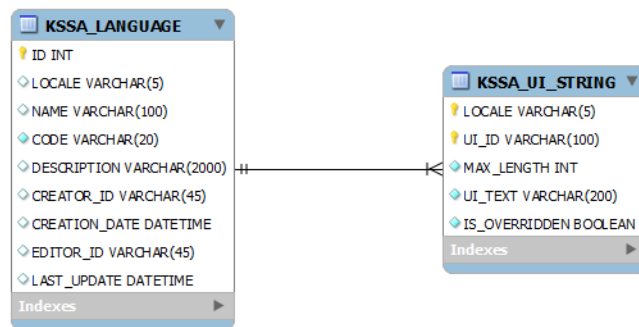 KSSA_LANGUAGE
ID INT
LOCALE VARCHAR(5)
NAME VARCHAR(100)
CODE VARCHAR(20)
DESCRIPTION VARCHAR(2000)
CREATOR_ID VARCHAR(45)
CREATION_DATE DATETIME
EDITOR_ID VARCHAR(45)
LAST_UPDATE DATETIME
Indexes
KSSA_UI_STRING
LOCALE VARCHAR(5)
UI_ID VARCHAR(100)
MAX_LENGTH INT
UI_TEXT VARCHAR(200)
IS_OVERRIDDEN BOOLEAN
Indexes